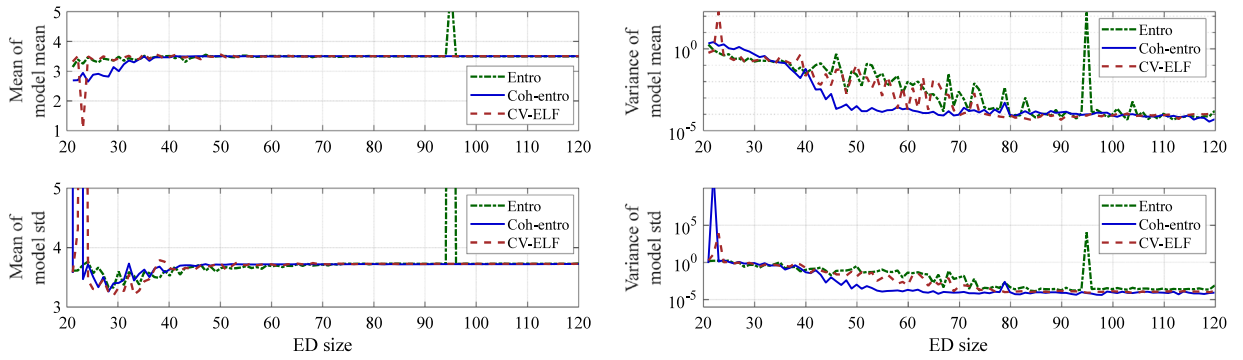 Mean of
model mean
5
4
3
2
1
Entro
Coh-entro
CV-ELF
20 30 40 50 60 70 80 90 100 110 120
Variance of
model mean
10^0
10^-5
Entro
Coh-entro
CV-ELF
20 30 40 50 60 70 80 90 100 110 120
Mean of
model std
5
4
3
Entro
Coh-entro
CV-ELF
20 30 40 50 60 70 80 90 100 110 120
ED size
Variance of
model std
10^5
10^0
10^-5
Entro
Coh-entro
CV-ELF
20 30 40 50 60 70 80 90 100 110 120
ED size